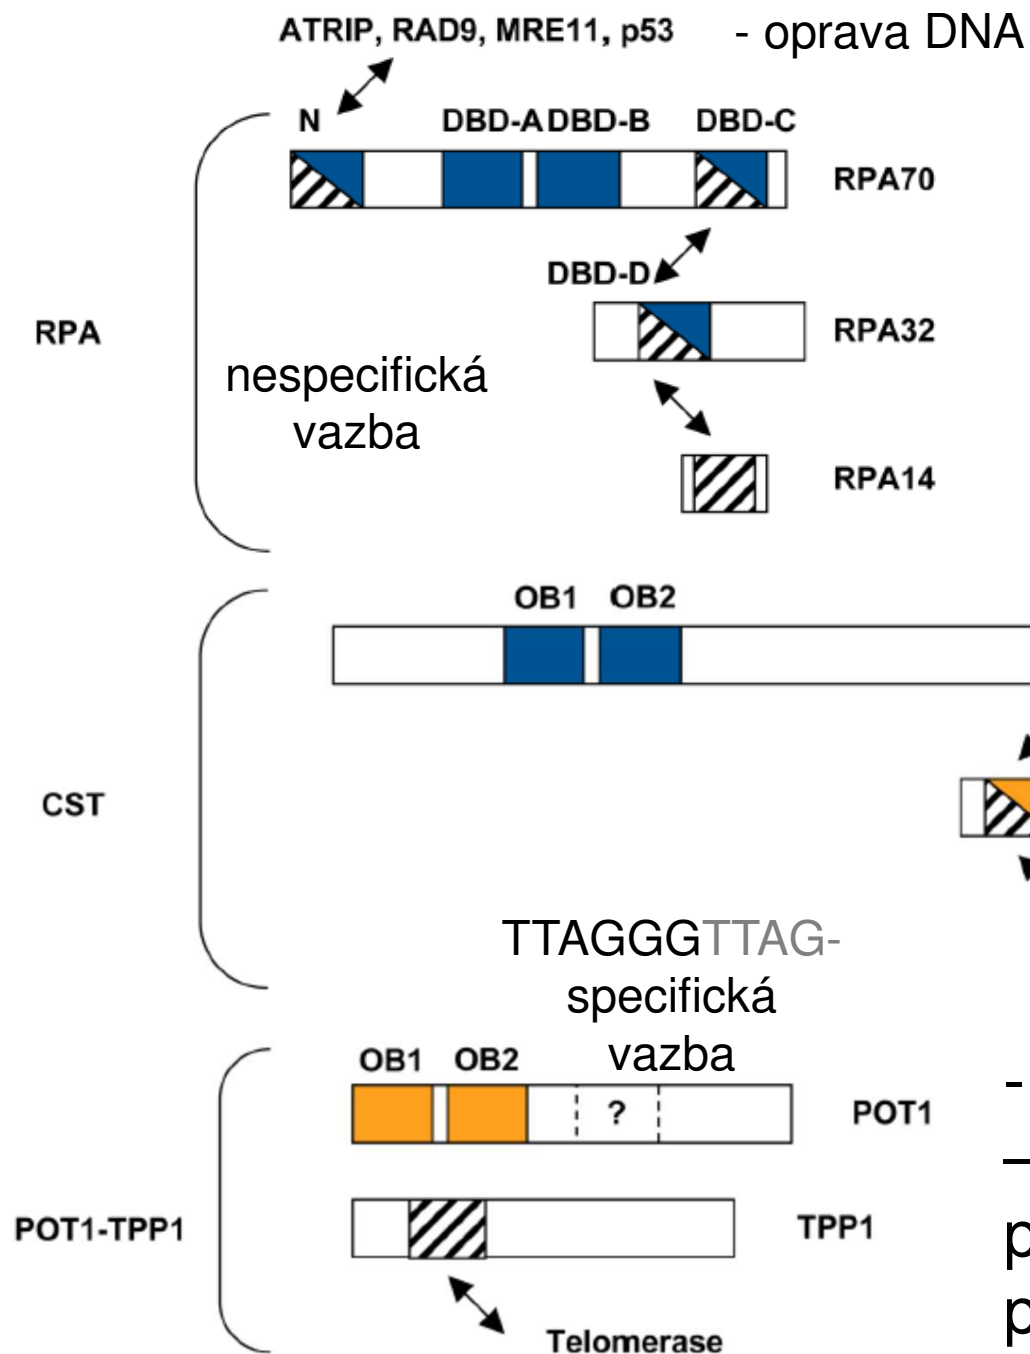 ATRIP, RAD9, MRE11, p53 - oprava DNA
N DBD-A DBD-B DBD-C
RPA70
DBD-D
RPA
RPA32
nespecifická
vazba
RPA14
OB1 OB2
CST
TTAGGGTTAG-
specifická
vazba
OB1 OB2
-
? POT1
–
POT1-TPP1 TPP1
p
p
Telomerase